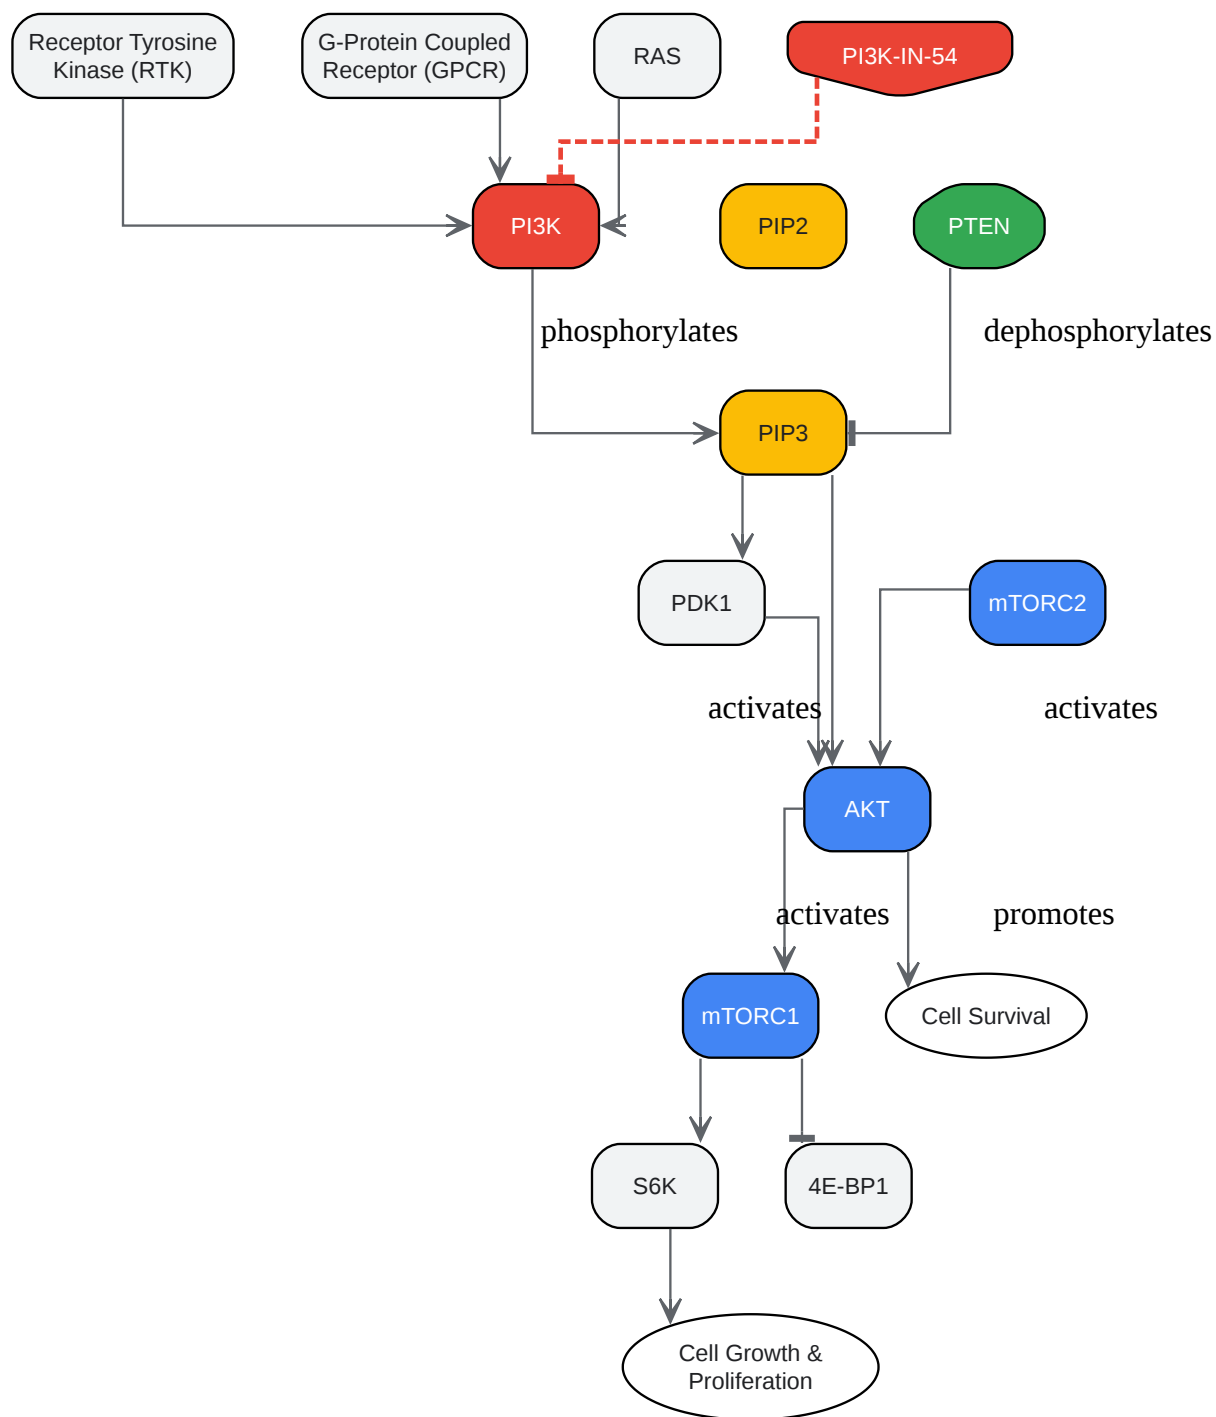 Receptor Tyrosine
Kinase (RTK)
G-Protein Coupled
Receptor (GPCR)
RAS
PI3K-IN-54
PI3K
PIP2
PTEN
phosphorylates
dephosphorylates
PIP3
PDK1
mTORC2
activates
activates
AKT
activates
promotes
mTORC1
Cell Survival
S6K
4E-BP1
Cell Growth &
Proliferation